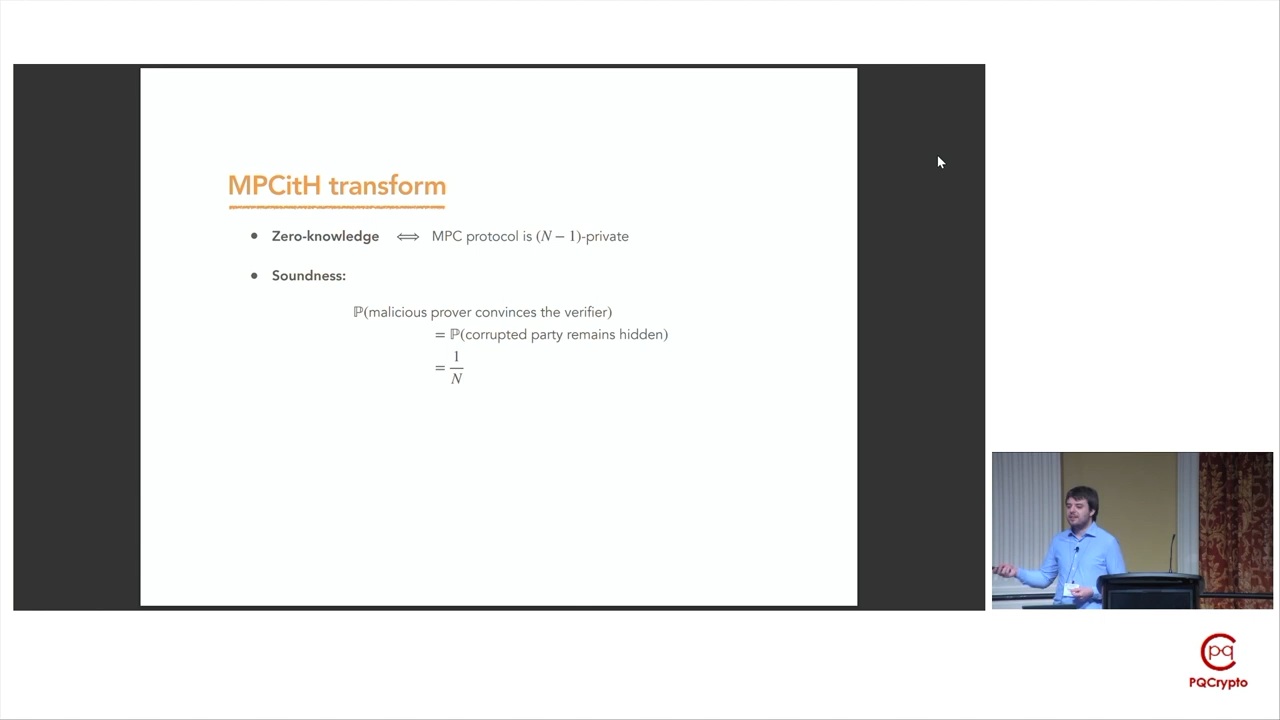 MPCitH transform
• Zero-knowledge ⟺ MPC protocol is (N − 1)-private
• Soundness:
ℙ(malicious prover convinces the verifier)
= ℙ(corrupted party remains hidden)
= 1/N
pq
PQCrypto